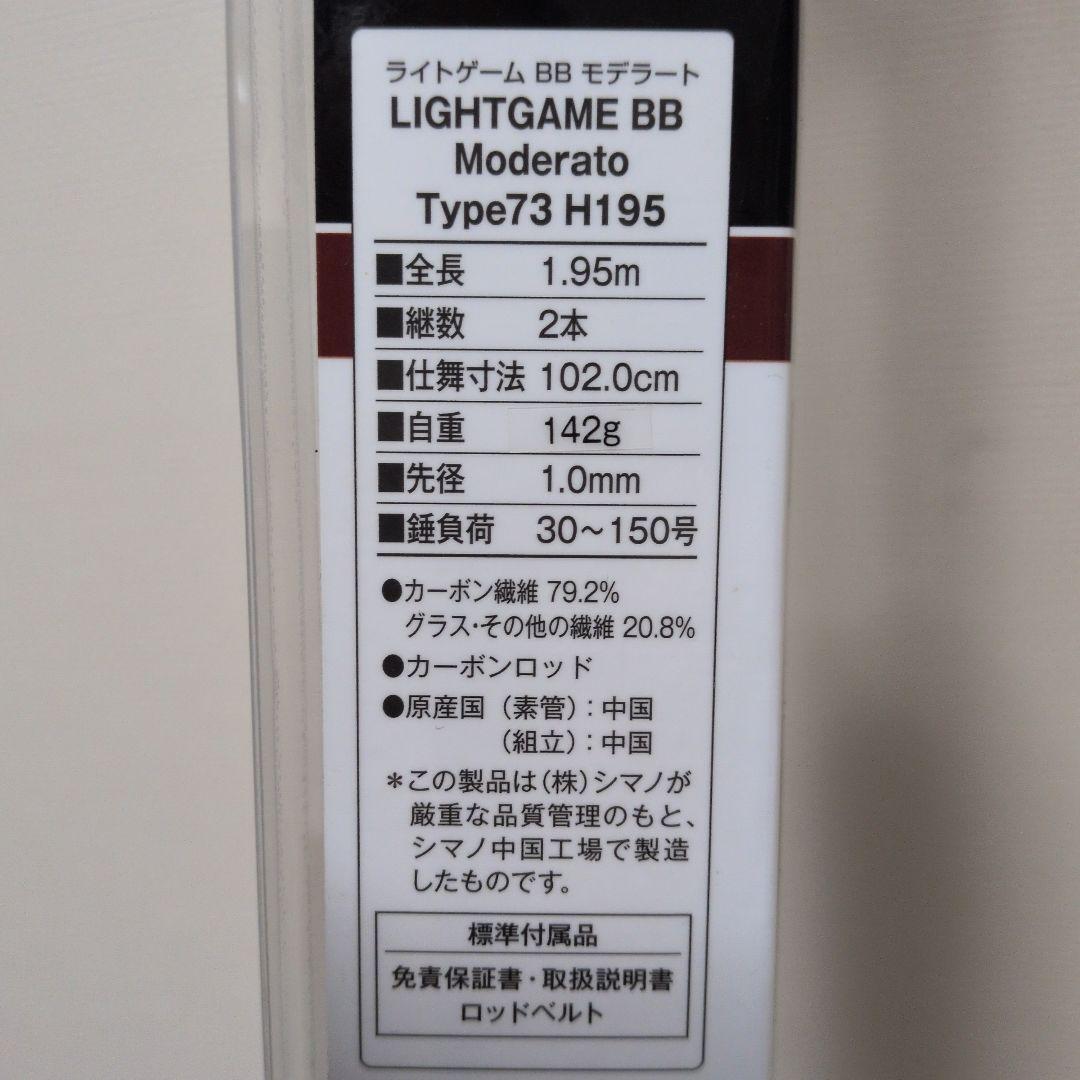 ライトゲーム BB モデラート
LIGHTGAME BB
Moderato
Type73 H195
■全長 1.95m
■継数 2本
■仕舞寸法 102.0cm
■自重 142g
■先径 1.0mm
■錘負荷 30～150号
●カーボン繊維 79.2%
グラス・その他の繊維 20.8%
●カーボンロッド
●原産国（素管）：中国
（組立）：中国
＊この製品は（株）シマノが
厳重な品質管理のもと、
シマノ中国工場で製造
したものです。
標準付属品
免責保証書・取扱説明書
ロッドベルト